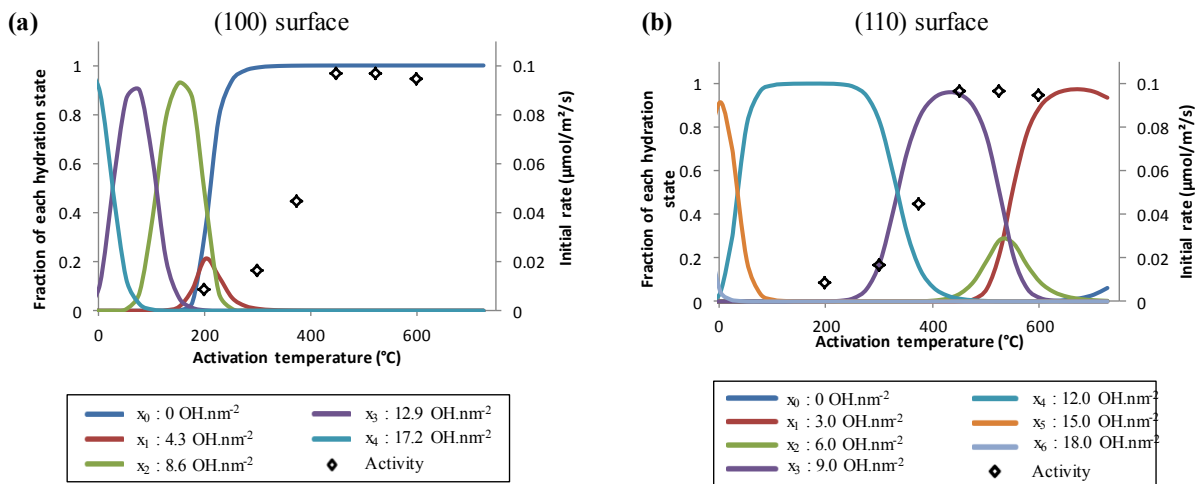 (a)
(100) surface
Fraction of each hydration state
1
0.8
0.6
0.4
0.2
0
0.1
0.08
0.06
0.04
0.02
0
Initial rate (µmol/m²/s)
0
200
400
600
Activation temperature (°C)
x0 : 0 OH.nm-2
x1 : 4.3 OH.nm-2
x2 : 8.6 OH.nm-2
x3 : 12.9 OH.nm-2
x4 : 17.2 OH.nm-2
Activity
(b)
(110) surface
Fraction of each hydration
state
1
0.8
0.6
0.4
0.2
0
0.1
0.08
0.06
0.04
0.02
0
Initial rate (µmol/m²/s)
0
200
400
600
Activation temperature (°C)
x0 : 0 OH.nm-2
x1 : 3.0 OH.nm-2
x2 : 6.0 OH.nm-2
x3 : 9.0 OH.nm-2
x4 : 12.0 OH.nm-2
x5 : 15.0 OH.nm-2
x6 : 18.0 OH.nm-2
Activity